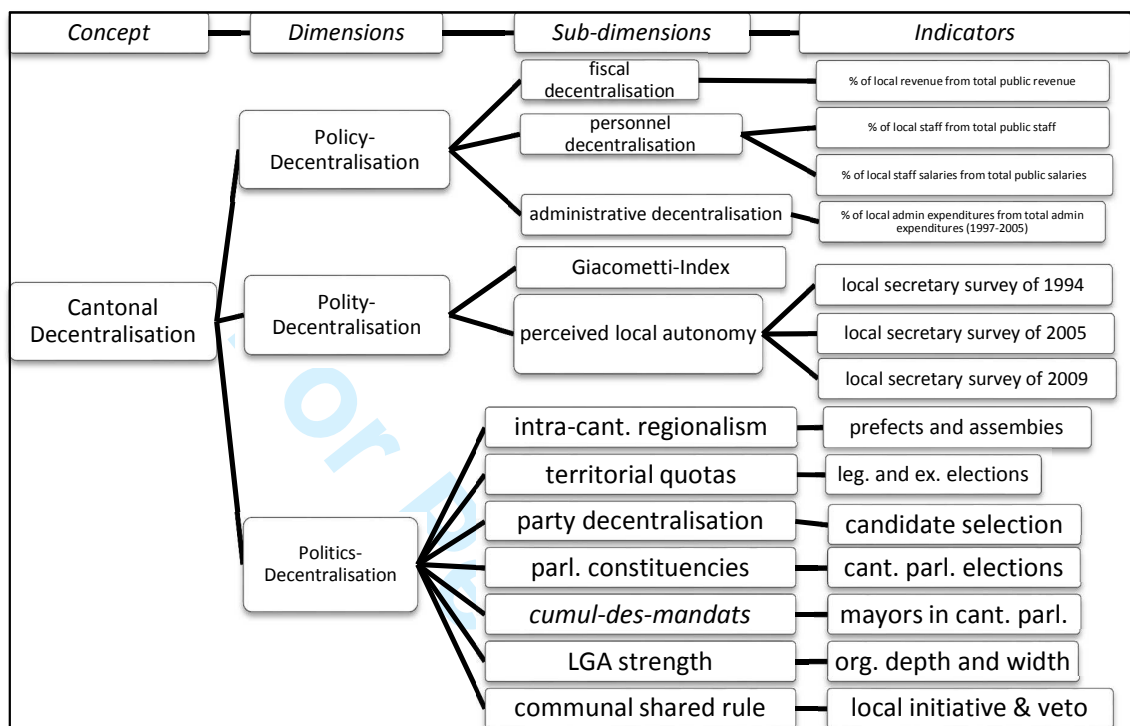 Concept
Dimensions
Sub-dimensions
Indicators
fiscal
decentralisation
% of local revenue from total public revenue
Policy-
Decentralisation
personnel
decentralisation
% of local staff from total public staff
% of local staff salaries from total public salaries
administrative decentralisation
% of local admin expenditures from total admin
expenditures (1997-2005)
Cantonal
Decentralisation
Polity-
Decentralisation
Giacometti-Index
perceived local autonomy
local secretary survey of 1994
local secretary survey of 2005
local secretary survey of 2009
Politics-
Decentralisation
intra-cant. regionalism
prefects and assembies
territorial quotas
leg. and ex. elections
party decentralisation
candidate selection
parl. constituencies
cant. parl. elections
cumul-des-mandats
mayors in cant. parl.
LGA strength
org. depth and width
communal shared rule
local initiative & veto